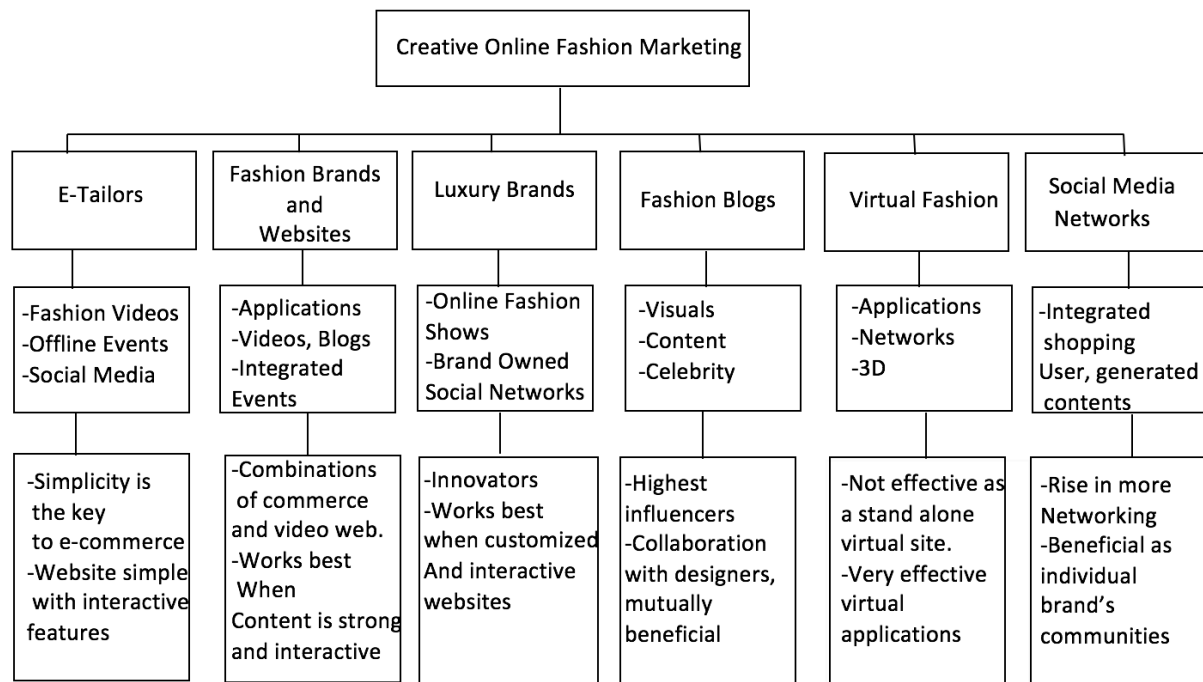 Creative Online Fashion Marketing
E-Tailors
Fashion Brands
and
Websites
Luxury Brands
Fashion Blogs
Virtual Fashion
Social Media
Networks
-Fashion Videos
-Offline Events
-Social Media
-Applications
-Videos, Blogs
-Integrated
Events
-Online Fashion
Shows
-Brand Owned
Social Networks
-Visuals
-Content
-Celebrity
-Applications
-Networks
-3D
-Integrated
shopping
User, generated
contents
-Simplicity is
the key
to e-commerce
-Website simple
with interactive
features
-Combinations
of commerce
and video web.
-Works best
When
Content is strong
and interactive
-Innovators
-Works best
when customized
And interactive
websites
-Highest
influencers
-Collaboration
with designers,
mutually
beneficial
-Not effective as
a stand alone
virtual site.
-Very effective
virtual
applications
-Rise in more
Networking
-Beneficial as
individual
brand’s
communities